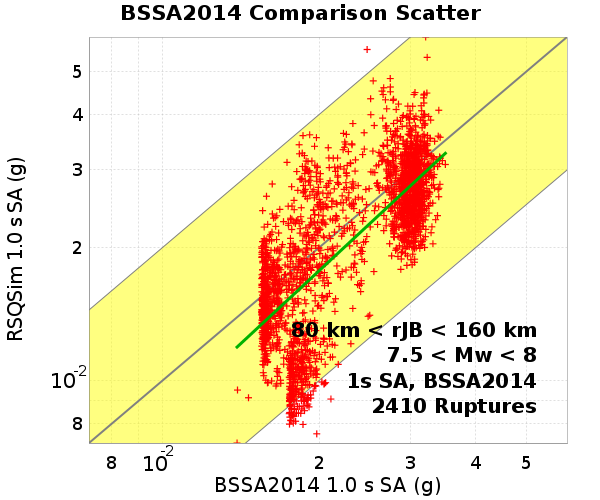 BSSA2014 Comparison Scatter
RSQSim 1.0 s SA (g)
5
4
3
2
10-2
8
80 km < rJB < 160 km
7.5 < Mw < 8
1s SA, BSSA2014
2410 Ruptures
8 10-2 2 3 4 5
BSSA2014 1.0 s SA (g)